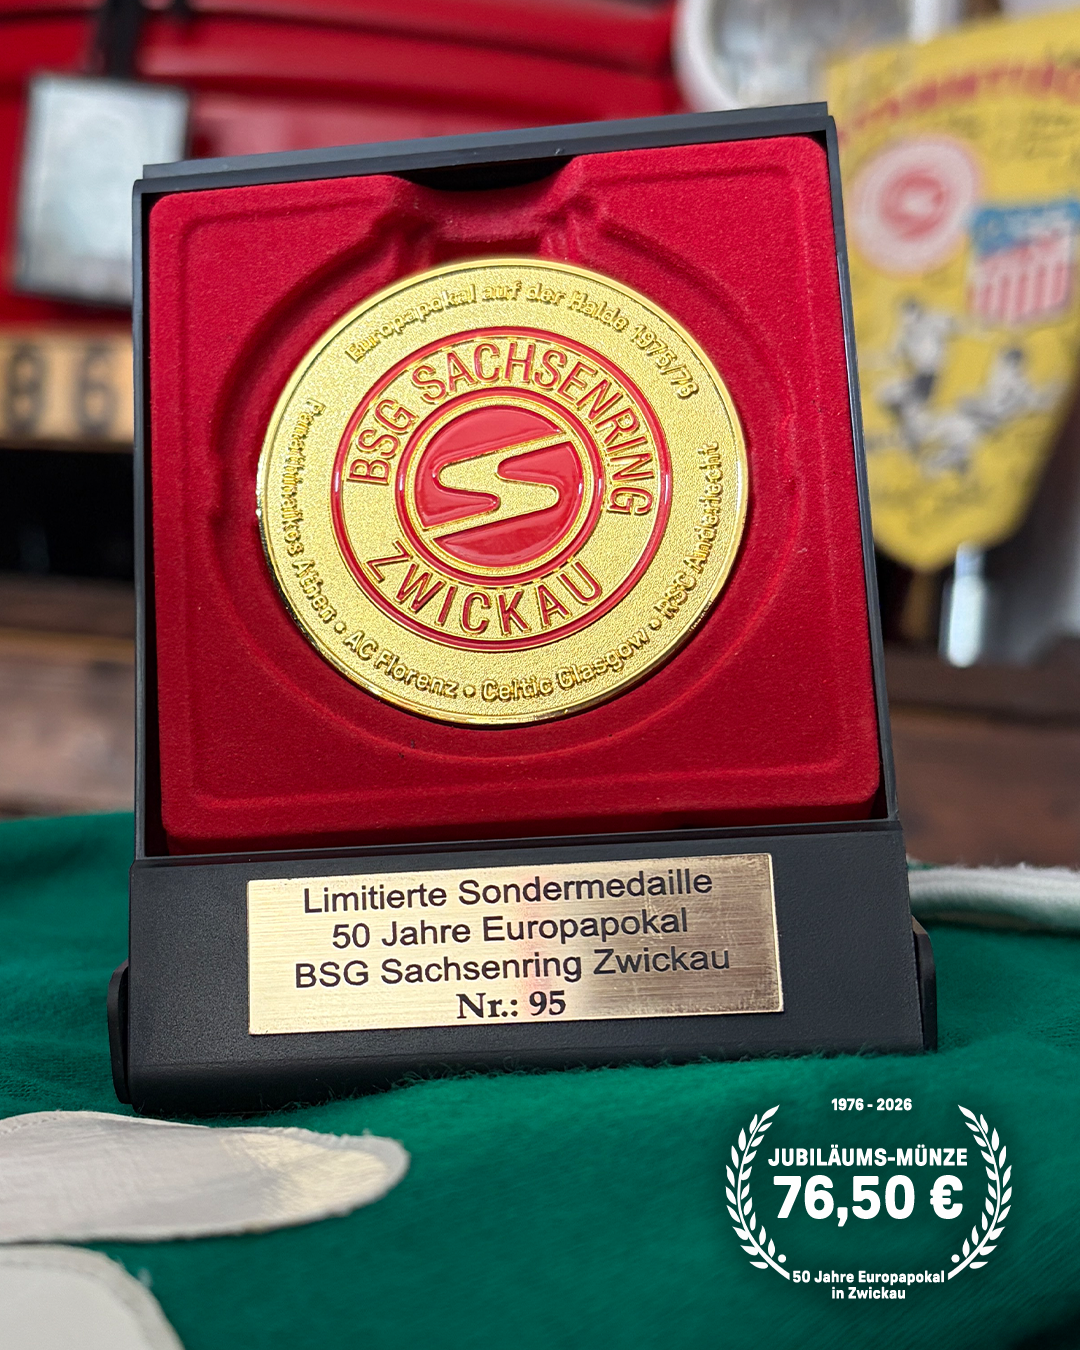 Europapokal auf der Halde 1975/76
BSG SACHSENRING
ZWICKAU
Panathinaikos Athen • AC Florenz • Celtic Glasgow • RSC Anderlecht
Limitierte Sondermedaille
50 Jahre Europapokal
BSG Sachsenring Zwickau
Nr.: 95
1976 - 2026
JUBILÄUMS-MÜNZE
76,50 €
50 Jahre Europapokal
in Zwickau